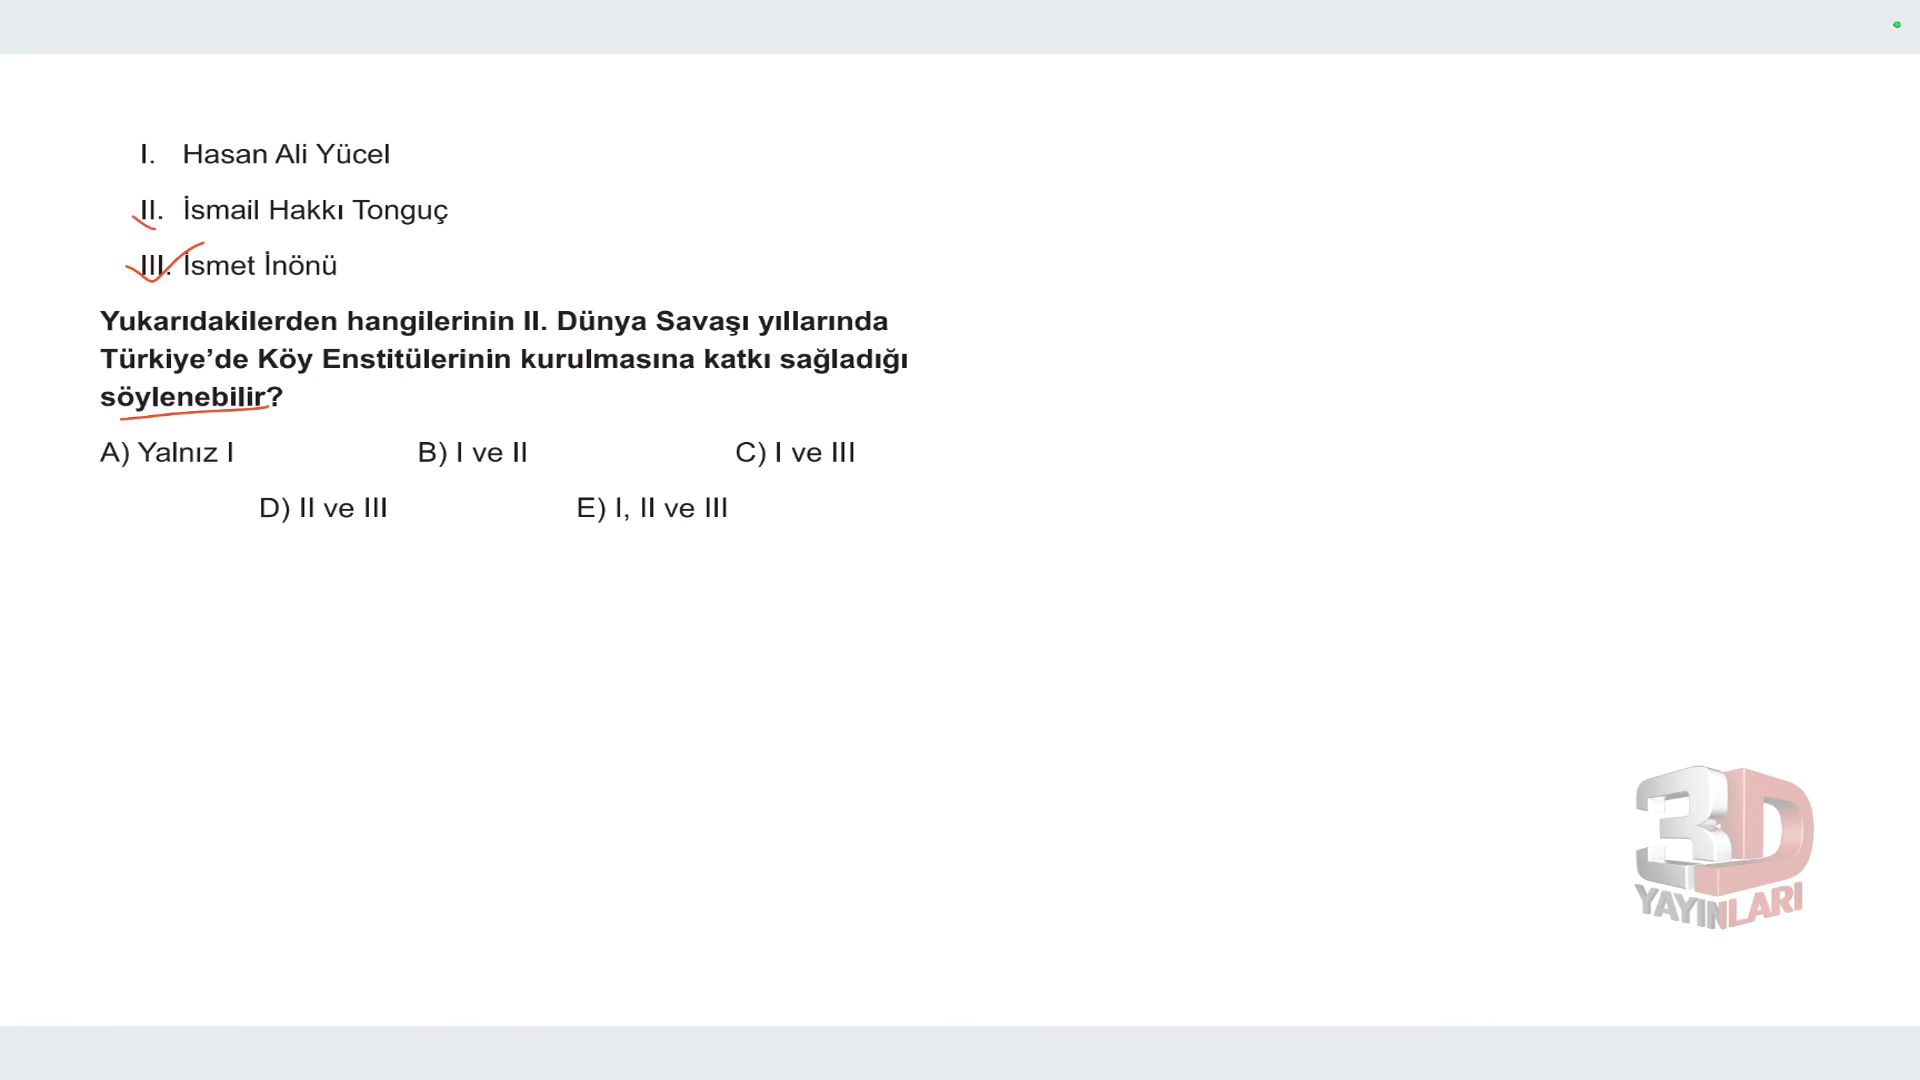 I. Hasan Ali Yücel
II. İsmail Hakkı Tonguç
III. İsmet İnönü
Yukarıdakilerden hangilerinin II. Dünya Savaşı yıllarında
Türkiye’de Köy Enstitülerinin kurulmasına katkı sağladığı
söylenebilir?
A) Yalnız I B) I ve II C) I ve III
D) II ve III E) I, II ve III
3D
YAYINLARI